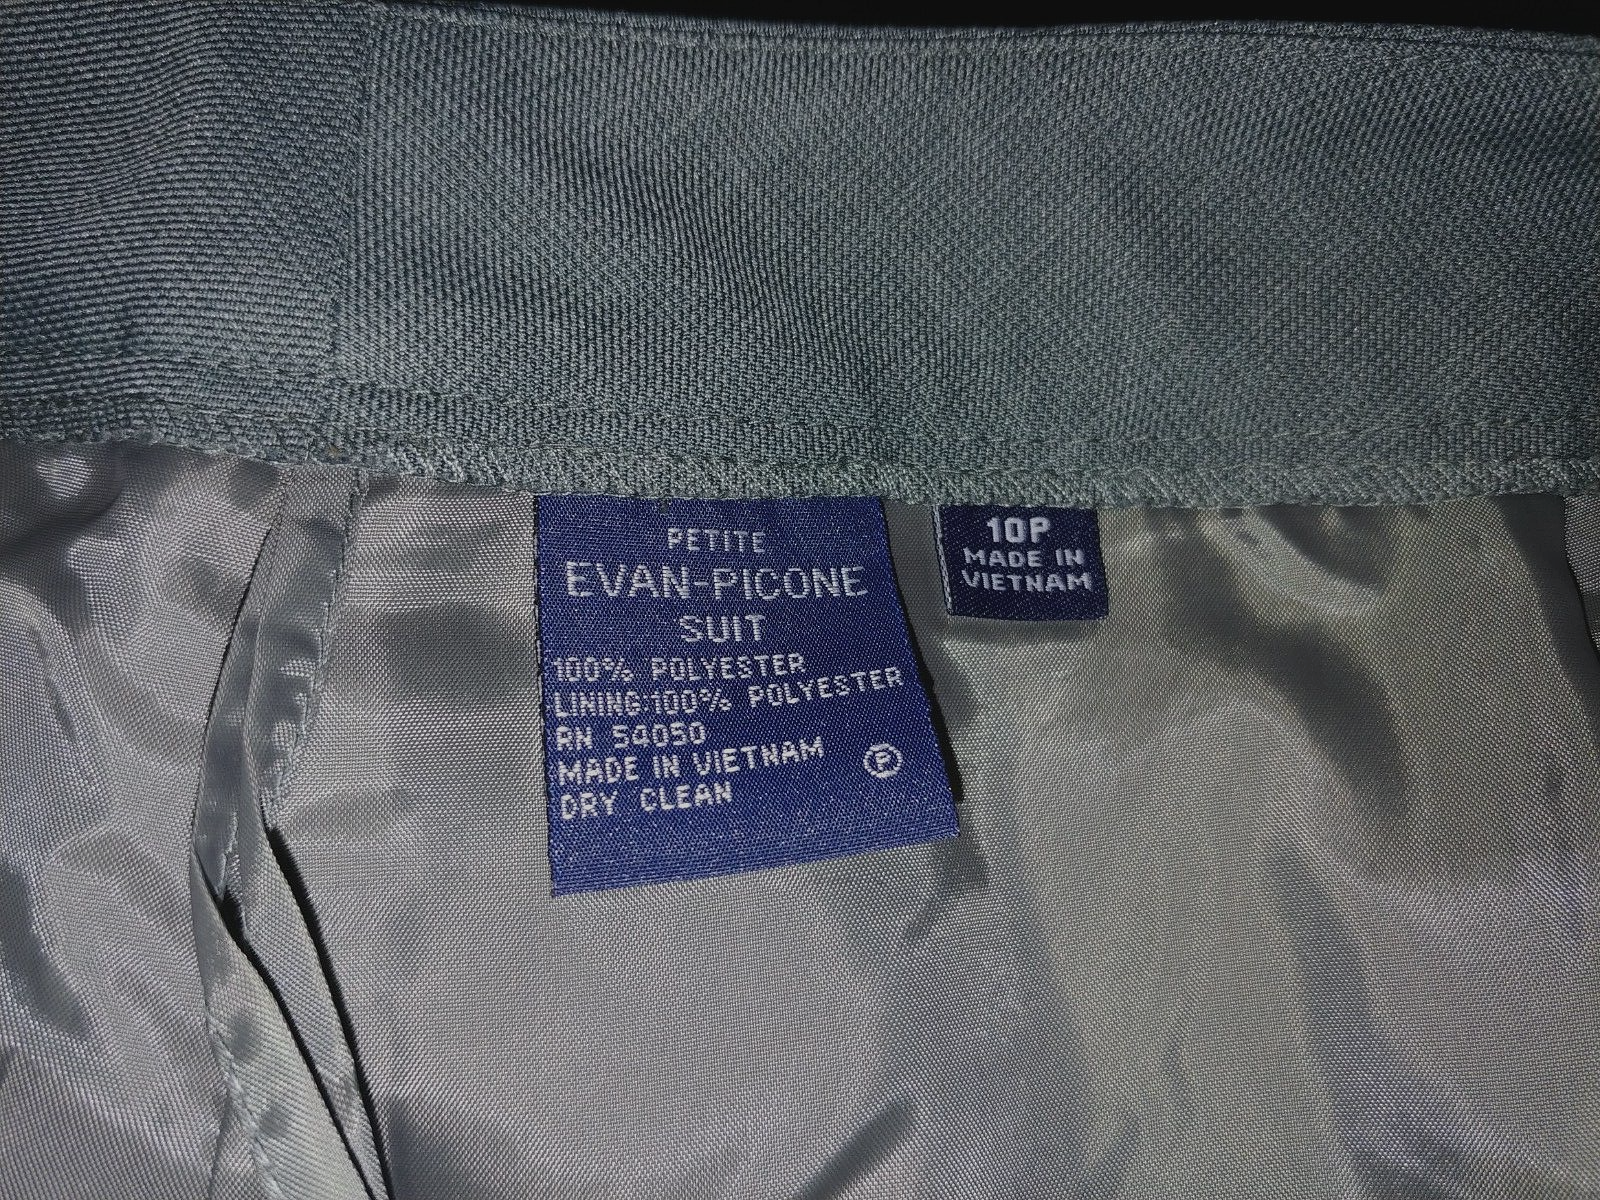 PETITE
EVAN-PICONE
SUIT
100% POLYESTER
LINING:100% POLYESTER
RN 54050
MADE IN VIETNAM
DRY CLEAN
Ⓟ
10P
MADE IN
VIETNAM